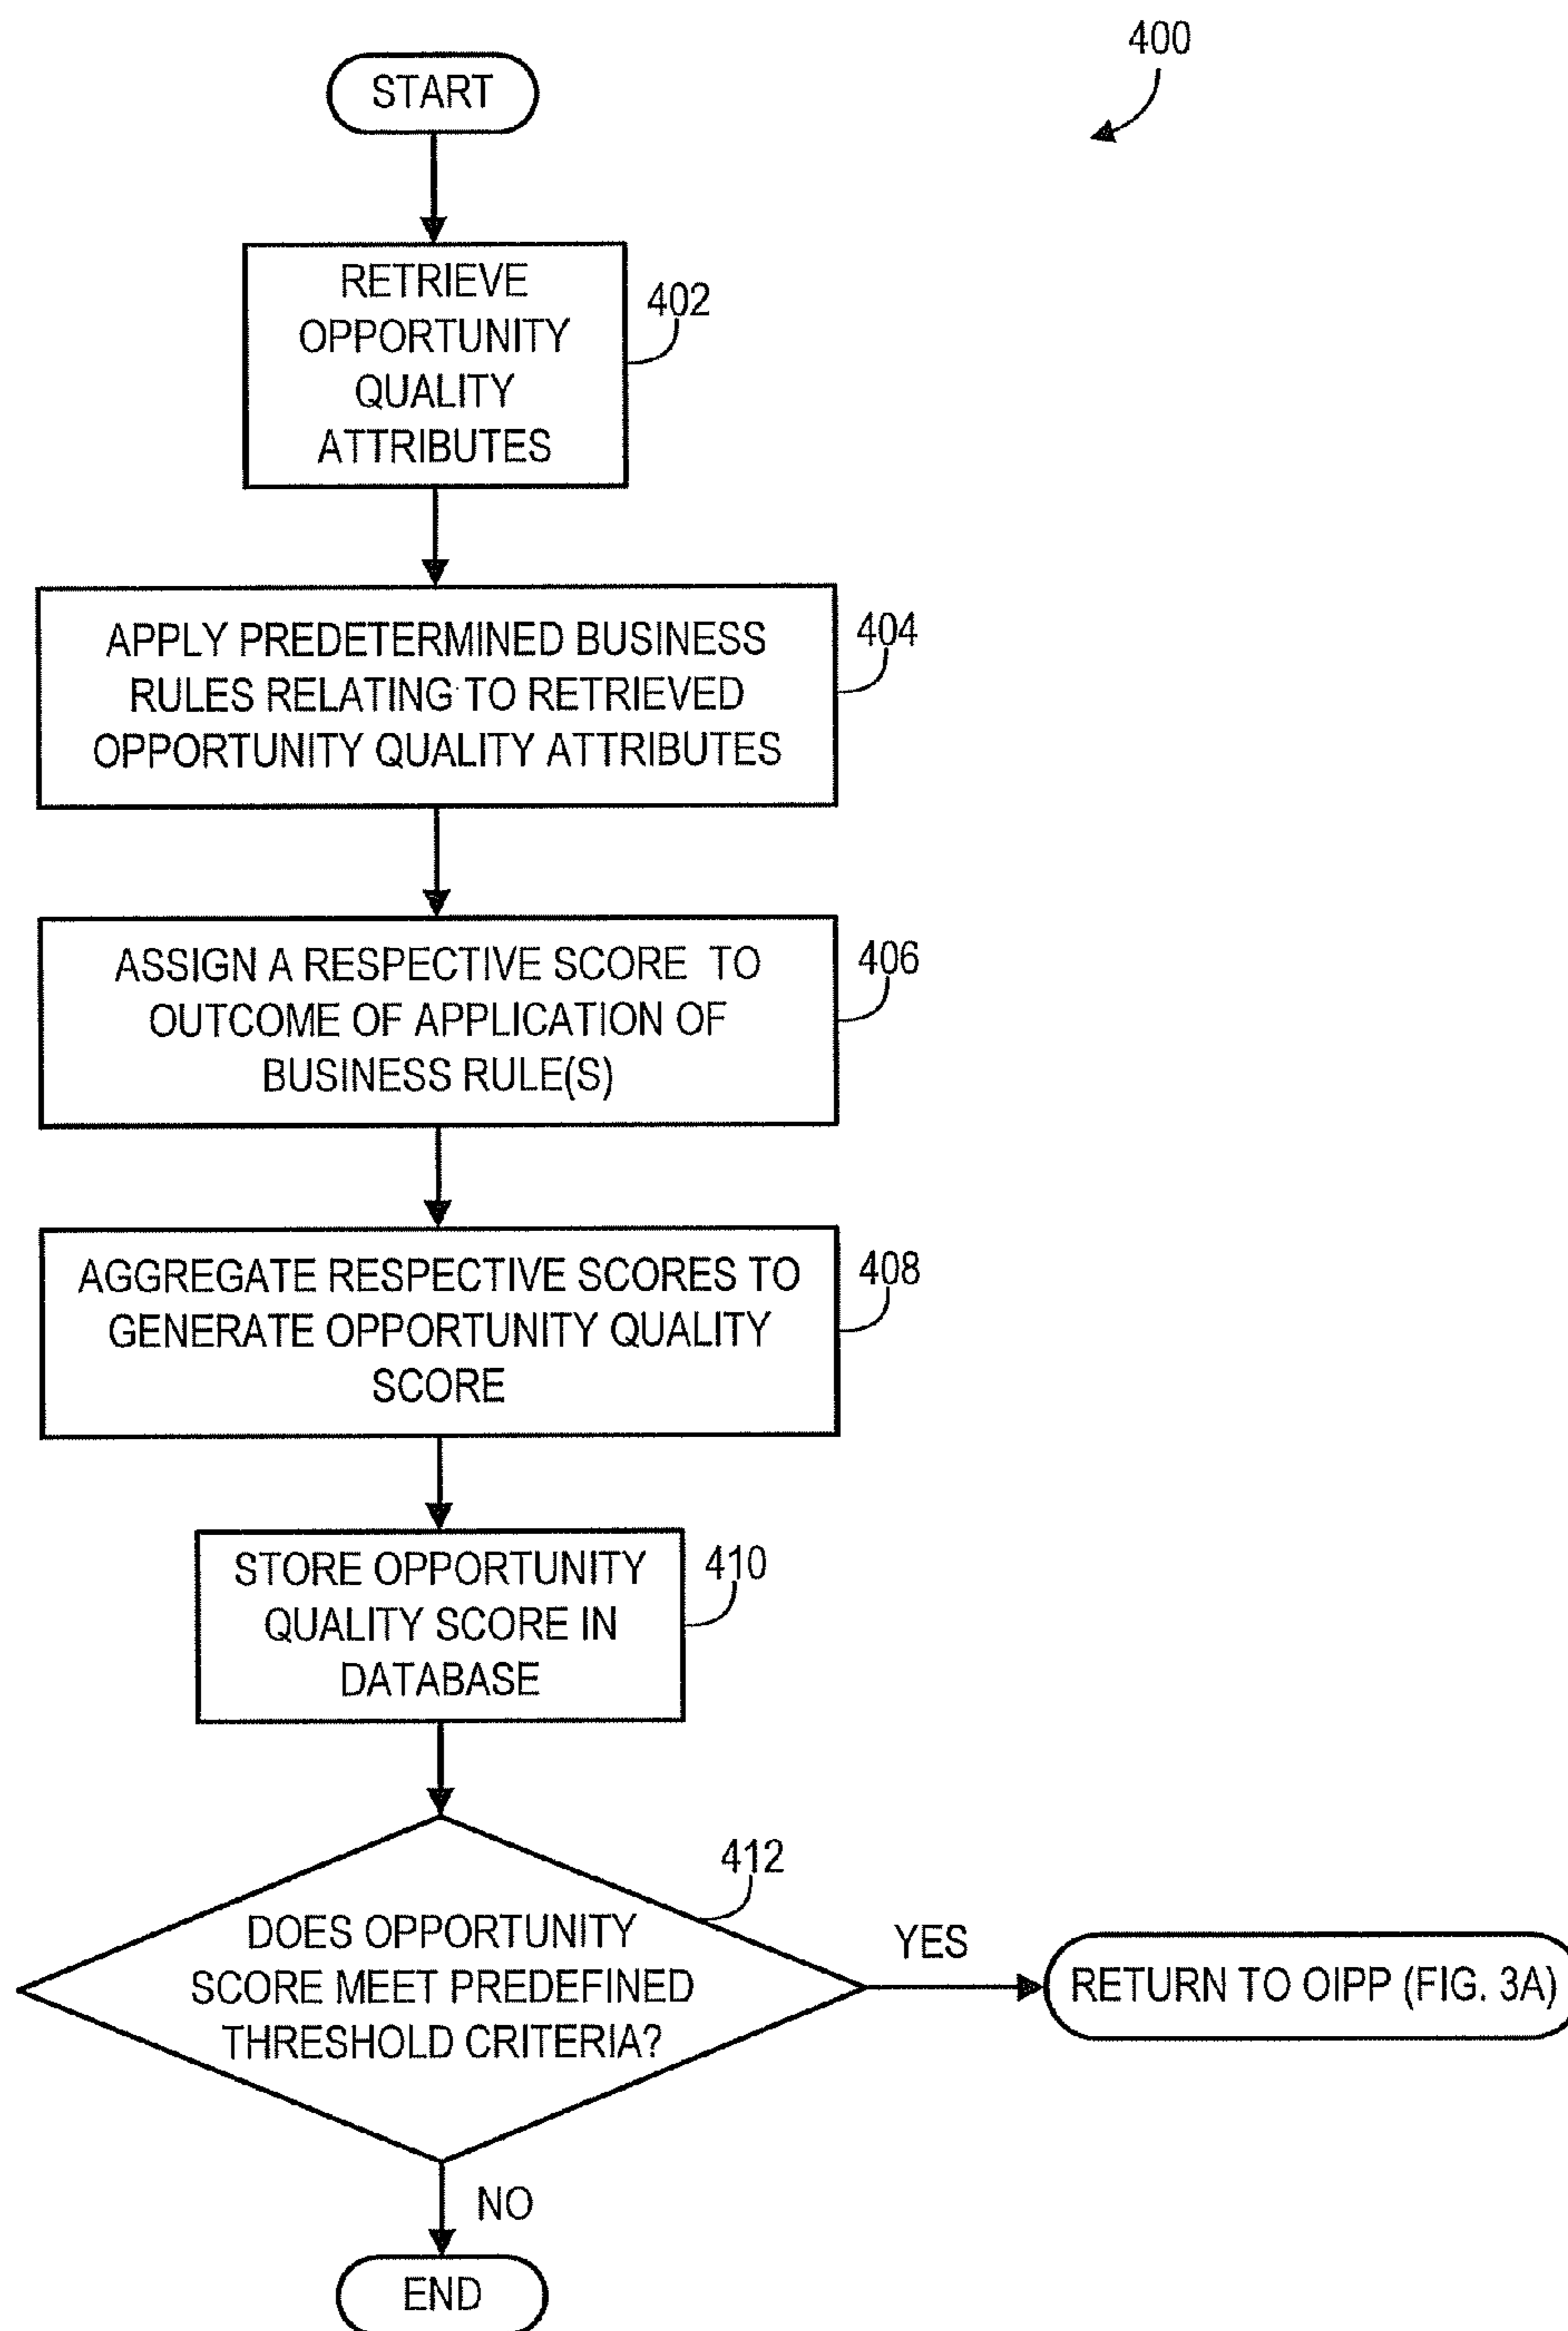 400
START
RETRIEVE
OPPORTUNITY
QUALITY
ATTRIBUTES
402
APPLY PREDETERMINED BUSINESS
RULES RELATING TO RETRIEVED
OPPORTUNITY QUALITY ATTRIBUTES
404
ASSIGN A RESPECTIVE SCORE TO
OUTCOME OF APPLICATION OF
BUSINESS RULE(S)
406
AGGREGATE RESPECTIVE SCORES TO
GENERATE OPPORTUNITY QUALITY
SCORE
408
STORE OPPORTUNITY
QUALITY SCORE IN
DATABASE
410
DOES OPPORTUNITY
SCORE MEET PREDEFINED
THRESHOLD CRITERIA?
412
YES
RETURN TO OIPP (FIG. 3A)
NO
END